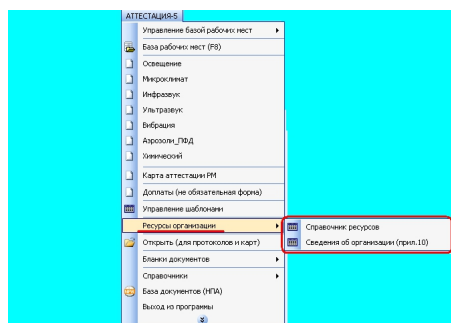 АТТЕСТАЦИЯ-5
Управление базой рабочих мест
База рабочих мест (F8)
Освещение
Микроклимат
Инфразвук
Ультразвук
Вибрация
Аэрозоли_ПФД
Химический
Карта аттестации РМ
Доплаты (не обязательная форма)
Управление шаблонами
Ресурсы организации
Справочник ресурсов
Открыть (для протоколов и карт)
Сведения об организации (прил.10)
Бланки документов
Справочники
База документов (НПА)
Выход из программы